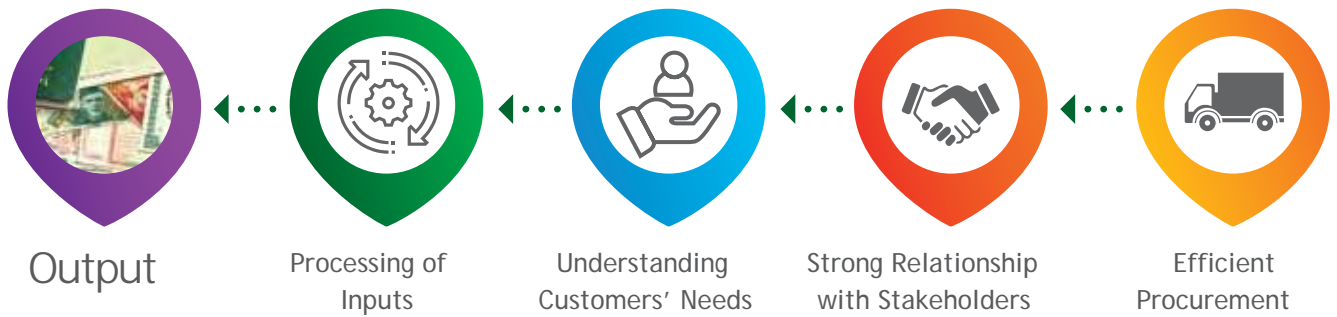 Output
Processing of
Inputs
Understanding
Customers' Needs
Strong Relationship
with Stakeholders
Efficient
Procurement